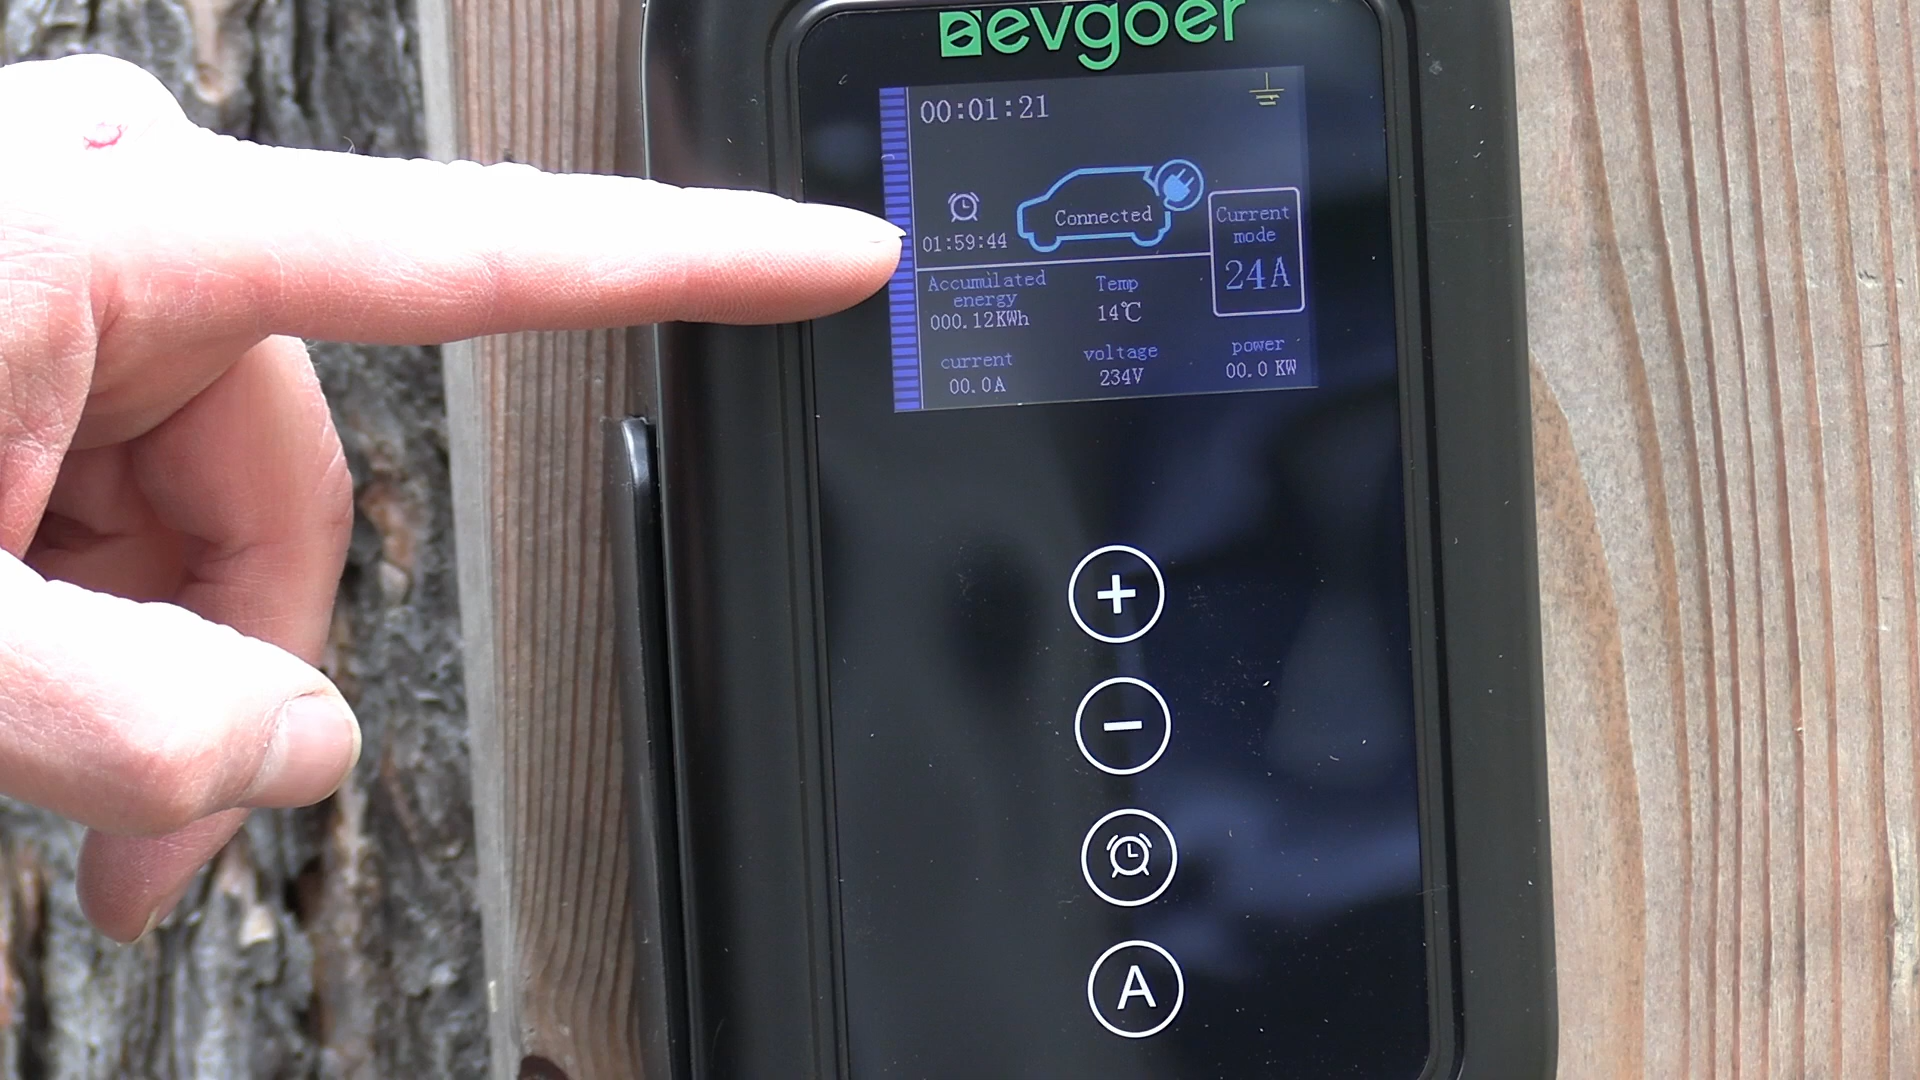 evgoer
00:01:21
01:59:44
Connected
Current
mode
24A
Accumulated
energy
000.12KWh
Temp
14℃
current
00.0A
voltage
234V
power
00.0 KW
+
−
A